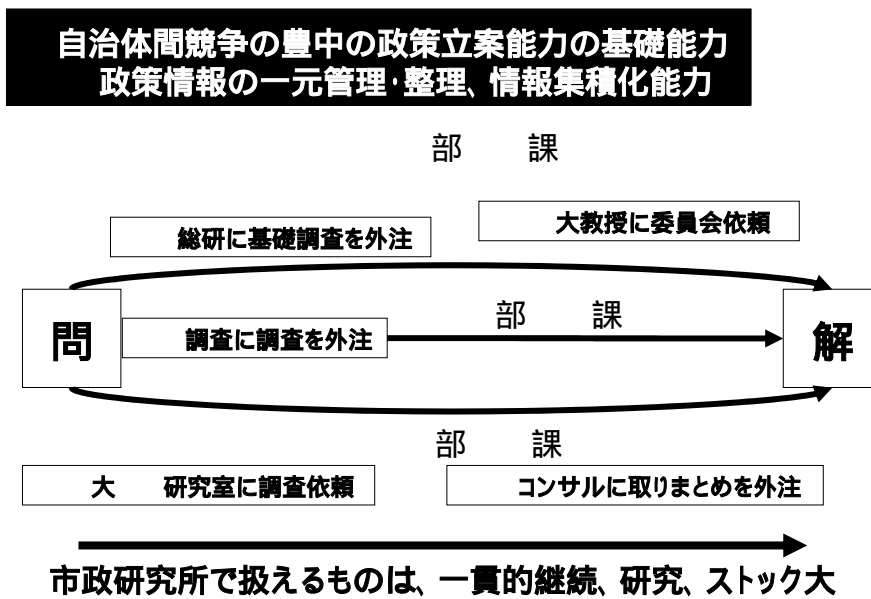 自治体間競争の豊中の政策立案能力の基礎能力
政策情報の一元管理・整理、情報集積化能力
部 課
総研に基礎調査を外注
大教授に委員会依頼
問
調査に調査を外注
部 課
解
部 課
大 研究室に調査依頼
コンサルに取りまとめを外注
市政研究所で扱えるものは、一貫的継続、研究、ストック大